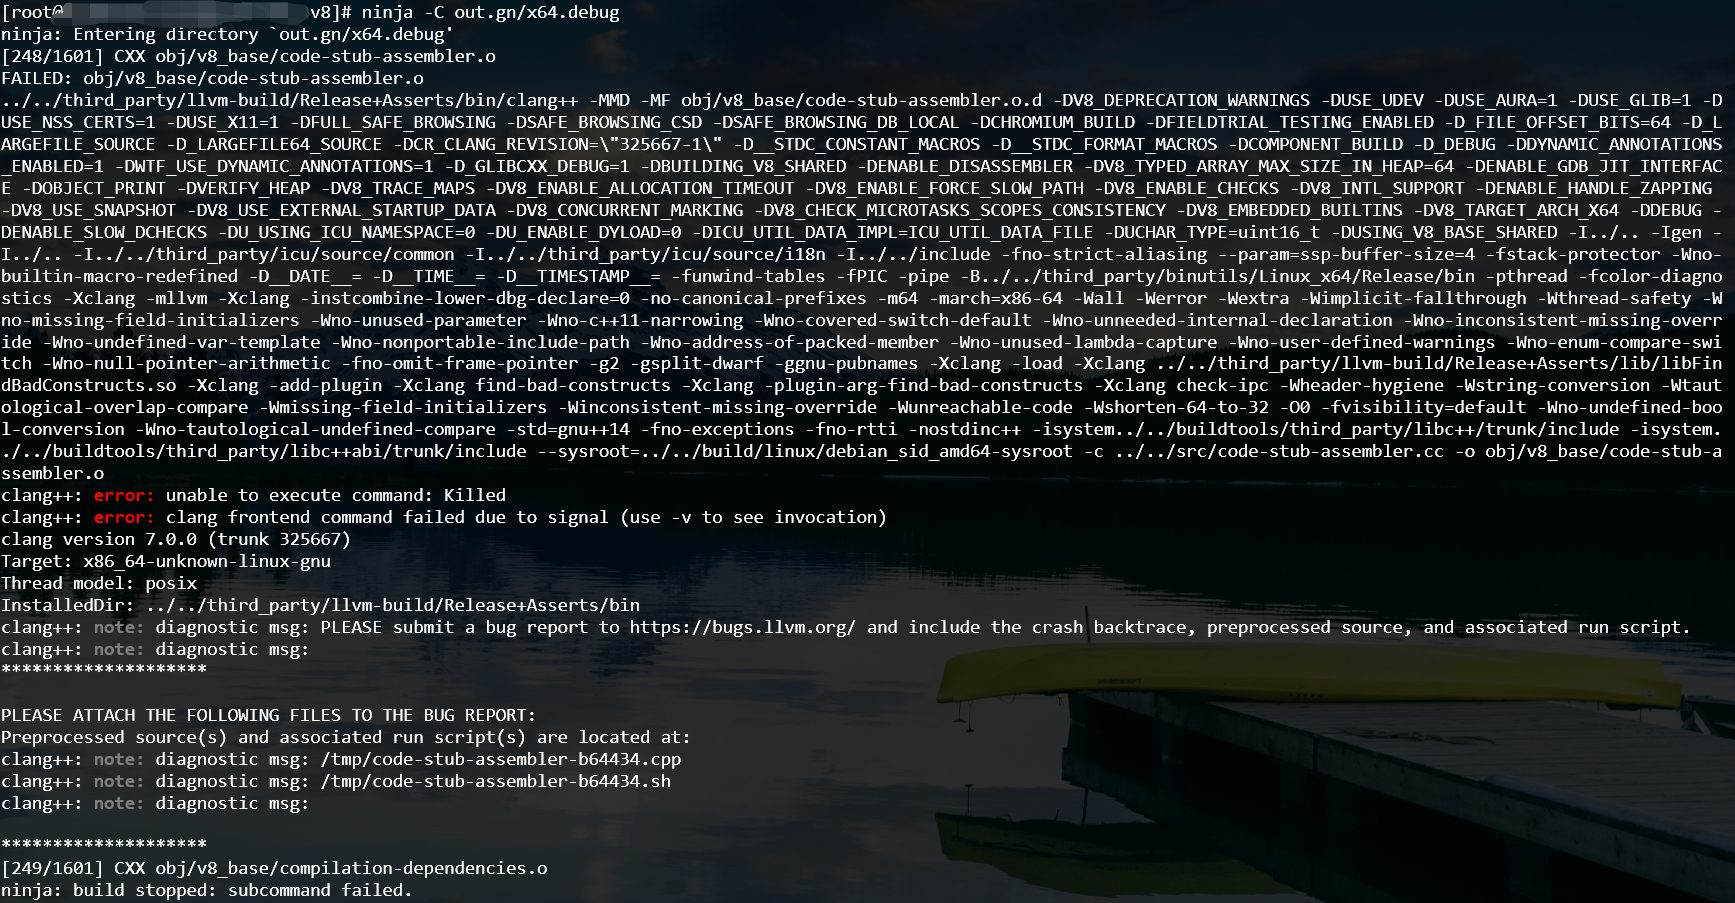 [root@ v8]# ninja -C out.gn/x64.debug
ninja: Entering directory `out.gn/x64.debug'
[248/1601] CXX obj/v8_base/code-stub-assembler.o
FAILED: obj/v8_base/code-stub-assembler.o
../../third_party/llvm-build/Release+Asserts/bin/clang++ -MMD -MF obj/v8_base/code-stub-assembler.o.d -DV8_DEPRECATION_WARNINGS -DUSE_UDEV -DUSE_AURA=1 -DUSE_GLIB=1 -D
USE_NSS_CERTS=1 -DUSE_X11=1 -DFULL_SAFE_BROWSING -DSAFE_BROWSING_CSD -DSAFE_BROWSING_DB_LOCAL -DCHROMIUM_BUILD -DFIELDTRIAL_TESTING_ENABLED -D_FILE_OFFSET_BITS=64 -D_L
ARGEFILE_SOURCE -D_LARGEFILE64_SOURCE -DCR_CLANG_REVISION=\"325667-1\" -D__STDC_CONSTANT_MACROS -D__STDC_FORMAT_MACROS -DCOMPONENT_BUILD -D_DEBUG -DDYNAMIC_ANNOTATIONS
_ENABLED=1 -DWTF_USE_DYNAMIC_ANNOTATIONS=1 -D_GLIBCXX_DEBUG=1 -DBUILDING_V8_SHARED -DENABLE_DISASSEMBLER -DV8_TYPED_ARRAY_MAX_SIZE_IN_HEAP=64 -DENABLE_GDB_JIT_INTERFAC
E -DOBJECT_PRINT -DVERIFY_HEAP -DV8_TRACE_MAPS -DV8_ENABLE_ALLOCATION_TIMEOUT -DV8_ENABLE_FORCE_SLOW_PATH -DV8_ENABLE_CHECKS -DV8_INTL_SUPPORT -DENABLE_HANDLE_ZAPPING
-DV8_USE_SNAPSHOT -DV8_USE_EXTERNAL_STARTUP_DATA -DV8_CONCURRENT_MARKING -DV8_CHECK_MICROTASKS_SCOPES_CONSISTENCY -DV8_EMBEDDED_BUILTINS -DV8_TARGET_ARCH_X64 -DDEBUG -
DENABLE_SLOW_DCHECKS -DU_USING_ICU_NAMESPACE=0 -DU_ENABLE_DYLOAD=0 -DICU_UTIL_DATA_IMPL=ICU_UTIL_DATA_FILE -DUCHAR_TYPE=uint16_t -DUSING_V8_BASE_SHARED -I../.. -Igen -
I../.. -I../../third_party/icu/source/common -I../../third_party/icu/source/i18n -I../../include -fno-strict-aliasing --param=ssp-buffer-size=4 -fstack-protector -Wno-
builtin-macro-redefined -D__DATE__= -D__TIME__= -D__TIMESTAMP__= -funwind-tables -fPIC -pipe -B../../third_party/binutils/Linux_x64/Release/bin -pthread -fcolor-diagno
stics -Xclang -mllvm -Xclang -instcombine-lower-dbg-declare=0 -no-canonical-prefixes -m64 -march=x86-64 -Wall -Werror -Wextra -Wimplicit-fallthrough -Wthread-safety -W
no-missing-field-initializers -Wno-unused-parameter -Wno-c++11-narrowing -Wno-covered-switch-default -Wno-unneeded-internal-declaration -Wno-inconsistent-missing-overr
ide -Wno-undefined-var-template -Wno-nonportable-include-path -Wno-address-of-packed-member -Wno-unused-lambda-capture -Wno-user-defined-warnings -Wno-enum-compare-swi
tch -Wno-null-pointer-arithmetic -fno-omit-frame-pointer -g2 -gsplit-dwarf -ggnu-pubnames -Xclang -load -Xclang ../../third_party/llvm-build/Release+Asserts/lib/libFin
dBadConstructs.so -Xclang -add-plugin -Xclang find-bad-constructs -Xclang -plugin-arg-find-bad-constructs -Xclang check-ipc -Wheader-hygiene -Wstring-conversion -Wtaut
ological-overlap-compare -Wmissing-field-initializers -Winconsistent-missing-override -Wunreachable-code -Wshorten-64-to-32 -O0 -fvisibility=default -Wno-undefined-boo
l-conversion -Wno-tautological-undefined-compare -std=gnu++14 -fno-exceptions -fno-rtti -nostdinc++ -isystem../../buildtools/third_party/libc++/trunk/include -isystem.
./../buildtools/third_party/libc++abi/trunk/include --sysroot=../../build/linux/debian_sid_amd64-sysroot -c ../../src/code-stub-assembler.cc -o obj/v8_base/code-stub-a
ssembler.o
clang++: error: unable to execute command: Killed
clang++: error: clang frontend command failed due to signal (use -v to see invocation)
clang version 7.0.0 (trunk 325667)
Target: x86_64-unknown-linux-gnu
Thread model: posix
InstalledDir: ../../third_party/llvm-build/Release+Asserts/bin
clang++: note: diagnostic msg: PLEASE submit a bug report to https://bugs.llvm.org/ and include the crash backtrace, preprocessed source, and associated run script.
clang++: note: diagnostic msg:
********************
PLEASE ATTACH THE FOLLOWING FILES TO THE BUG REPORT:
Preprocessed source(s) and associated run script(s) are located at:
clang++: note: diagnostic msg: /tmp/code-stub-assembler-b64434.cpp
clang++: note: diagnostic msg: /tmp/code-stub-assembler-b64434.sh
clang++: note: diagnostic msg:
********************
[249/1601] CXX obj/v8_base/compilation-dependencies.o
ninja: build stopped: subcommand failed.